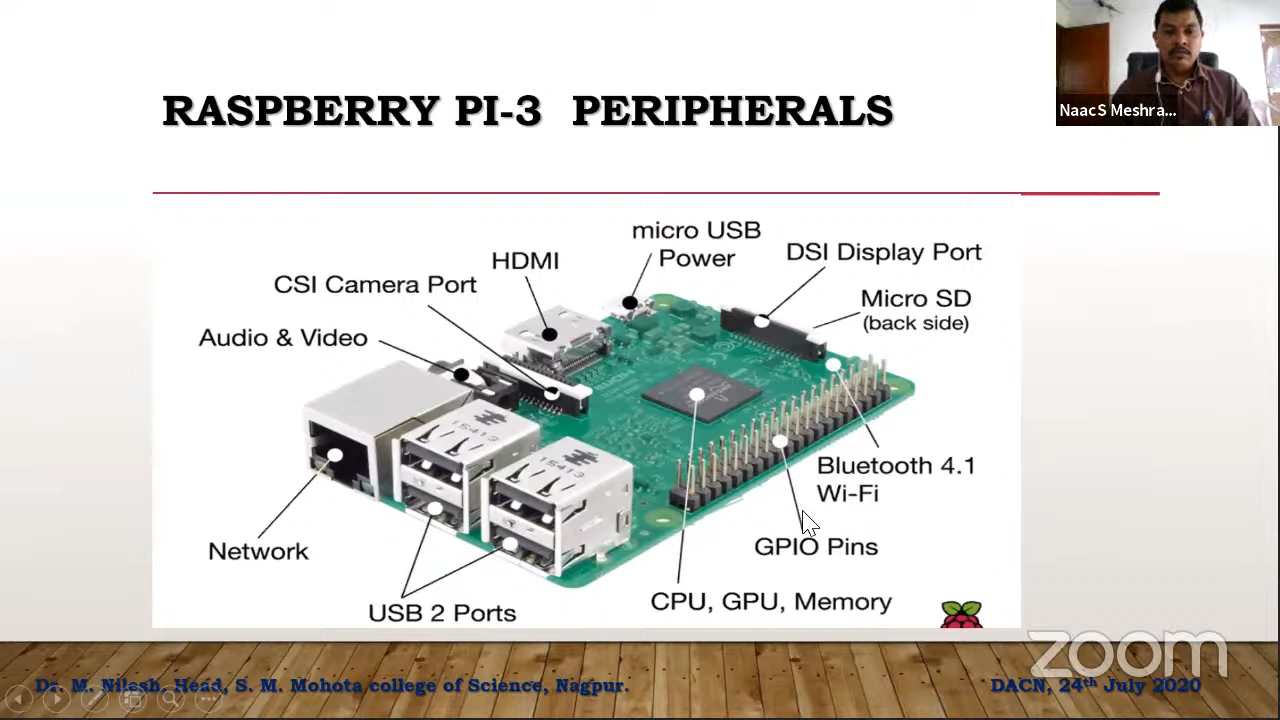 RASPBERRY PI-3 PERIPHERALS
NaacS Meshra...
micro USB
Power
HDMI
DSI Display Port
CSI Camera Port
Micro SD
(back side)
Audio & Video
15413
15413
Bluetooth 4.1
Wi-Fi
Network
GPIO Pins
USB 2 Ports
CPU, GPU, Memory
zoom
Dr. M. Nilesh, Head, S. M. Mohota college of Science, Nagpur.
DACN, 24th July 2020